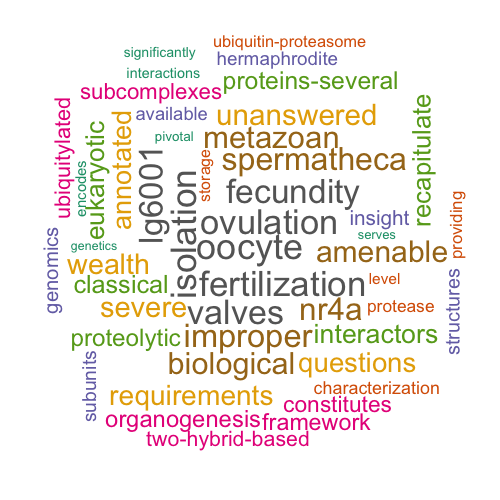 ubiquitin-proteasome
significantly
hermaphrodite
interactions
proteins-several
subcomplexes
available
unanswered
ubiquitylated
encodes
eukaryotic
annotated
pivotal
metazoan
recapitulate
lg6001
storage
spermatheca
isolation
fecundity
ovulation
insight
providing
serves
genomics
genetics
oocyte
amenable
wealth
classical
fertilization
level
structures
severe
valves
nr4a
protease
proteolytic
improper
interactors
subunits
biological
questions
requirements
characterization
constitutes
organogenesis
framework
two-hybrid-based